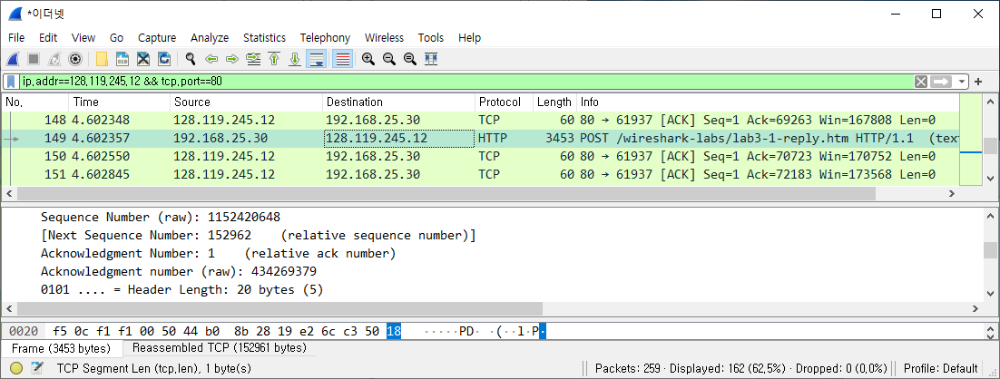 *이더넷
File Edit View Go Capture Analyze Statistics Telephony Wireless Tools Help
ip,addr==128,119,245,12 && tcp,port==80
No. Time Source Destination Protocol Length Info
148 4.602348 128.119.245.12 192.168.25.30 TCP 60 80 → 61937 [ACK] Seq=1 Ack=69263 Win=167808 Len=0
149 4.602357 192.168.25.30 128.119.245.12 HTTP 3453 POST /wireshark-labs/lab3-1-reply.htm HTTP/1.1 (tex
150 4.602550 128.119.245.12 192.168.25.30 TCP 60 80 → 61937 [ACK] Seq=1 Ack=70723 Win=170752 Len=0
151 4.602845 128.119.245.12 192.168.25.30 TCP 60 80 → 61937 [ACK] Seq=1 Ack=72183 Win=173568 Len=0
Sequence Number (raw): 1152420648
[Next Sequence Number: 152962 (relative sequence number)]
Acknowledgment Number: 1 (relative ack number)
Acknowledgment number (raw): 434269379
0101 .... = Header Length: 20 bytes (5)
0020 f5 0c f1 f1 00 50 44 b0 8b 28 19 e2 6c c3 50 18 ·····PD· ·(··l·P·
Frame (3453 bytes) Reassembled TCP (152961 bytes)
TCP Segment Len (tcp,len), 1 byte(s) Packets: 259 · Displayed: 162 (62,5%) · Dropped: 0 (0,0%) Profile: Default